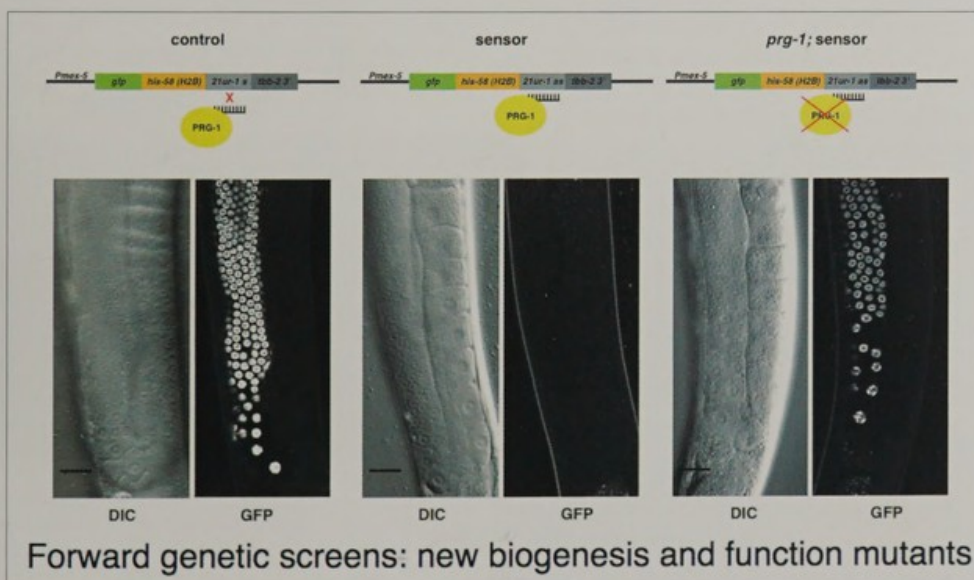 control
sensor
prg-1; sensor
Pmex-5 gfp his-58 (H2B) 21ur-1 s tbb-2 3'
X
PRG-1
Pmex-5 gfp his-58 (H2B) 21ur-1 as tbb-2 3'
PRG-1
Pmex-5 gfp his-58 (H2B) 21ur-1 as tbb-2 3'
PRG-1
DIC
GFP
DIC
GFP
DIC
GFP
Forward genetic screens: new biogenesis and function mutants